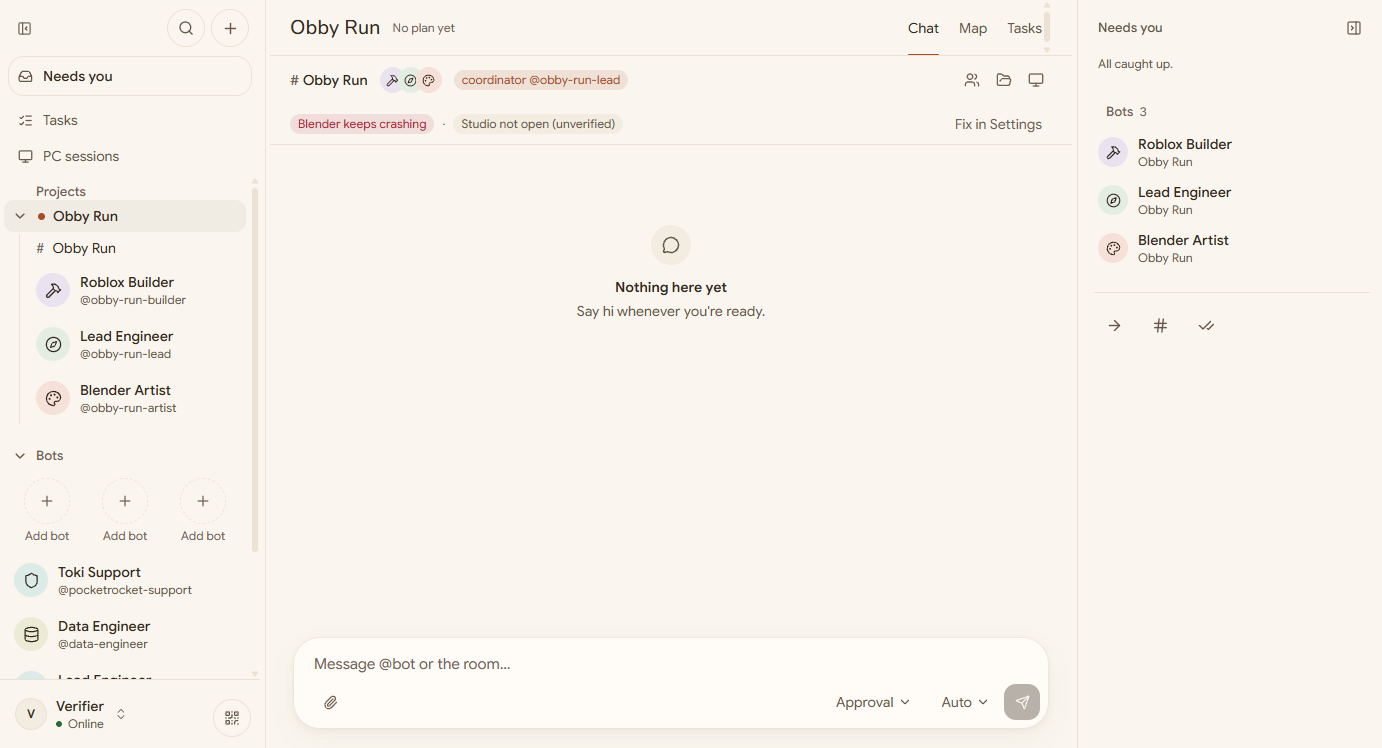 Needs you
Tasks
PC sessions
Projects
Obby Run
# Obby Run
Roblox Builder
@obby-run-builder
Lead Engineer
@obby-run-lead
Blender Artist
@obby-run-artist
Bots
Add bot Add bot Add bot
Toki Support
@pocketrocket-support
Data Engineer
@data-engineer
Lead Engineer
V
Verifier
Online
Obby Run No plan yet
Chat Map Tasks
# Obby Run coordinator @obby-run-lead
Blender keeps crashing · Studio not open (unverified) Fix in Settings
Nothing here yet
Say hi whenever you're ready.
Message @bot or the room...
Approval Auto
Needs you
All caught up.
Bots 3
Roblox Builder
Obby Run
Lead Engineer
Obby Run
Blender Artist
Obby Run